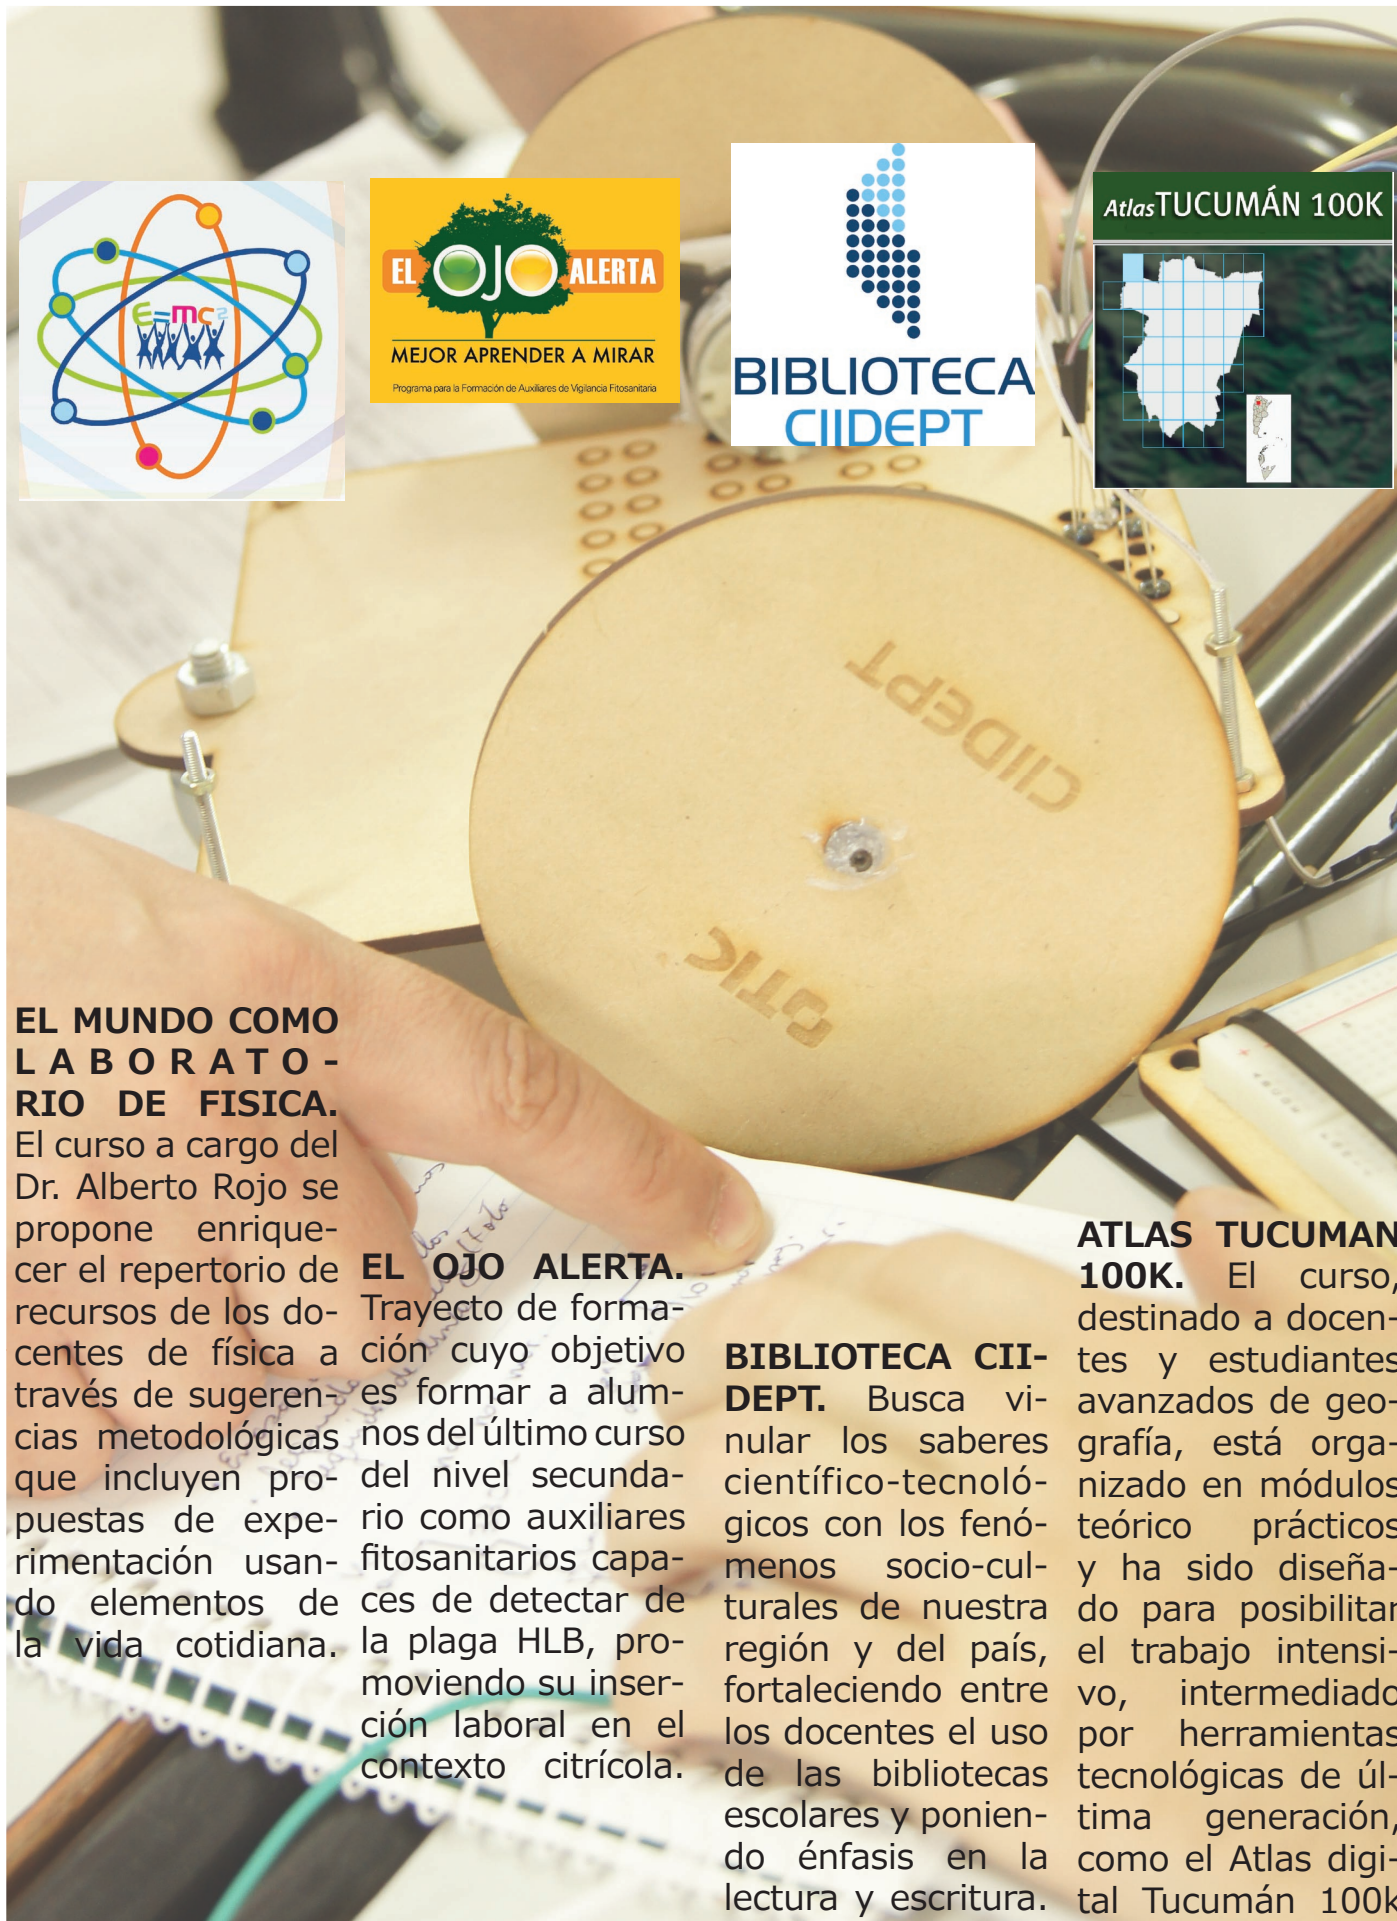 E=mc²
EL OJO ALERTA
MEJOR APRENDER A MIRAR
Programa para la Formación de Auxiliares de Vigilancia Fitosanitaria
BIBLIOTECA
CIIDEPT
Atlas TUCUMÁN 100K
CIIDEPT
DTIC
EL MUNDO COMO
LABORATO-
RIO DE FISICA.
El curso a cargo del
Dr. Alberto Rojo se
propone enrique-
cer el repertorio de
recursos de los do-
centes de física a
través de sugeren-
cias metodológicas
que incluyen pro-
puestas de expe-
rimentación usan-
do elementos de
la vida cotidiana.
EL OJO ALERTA.
Trayecto de forma-
ción cuyo objetivo
es formar a alum-
nos del último curso
del nivel secunda-
rio como auxiliares
fitosanitarios capa-
ces de detectar de
la plaga HLB, pro-
moviendo su inser-
ción laboral en el
contexto citrícola.
BIBLIOTECA CII-
DEPT. Busca vi-
nular los saberes
científico-tecnoló-
gicos con los fenó-
menos socio-cul-
turales de nuestra
región y del país,
fortaleciendo entre
los docentes el uso
de las bibliotecas
escolares y ponien-
do énfasis en la
lectura y escritura.
ATLAS TUCUMAN
100K. El curso,
destinado a docen-
tes y estudiantes
avanzados de geo-
grafía, está orga-
nizado en módulos
teórico prácticos
y ha sido diseña-
do para posibilitar
el trabajo intensi-
vo, intermediado
por herramientas
tecnológicas de úl-
tima generación,
como el Atlas digi-
tal Tucumán 100k